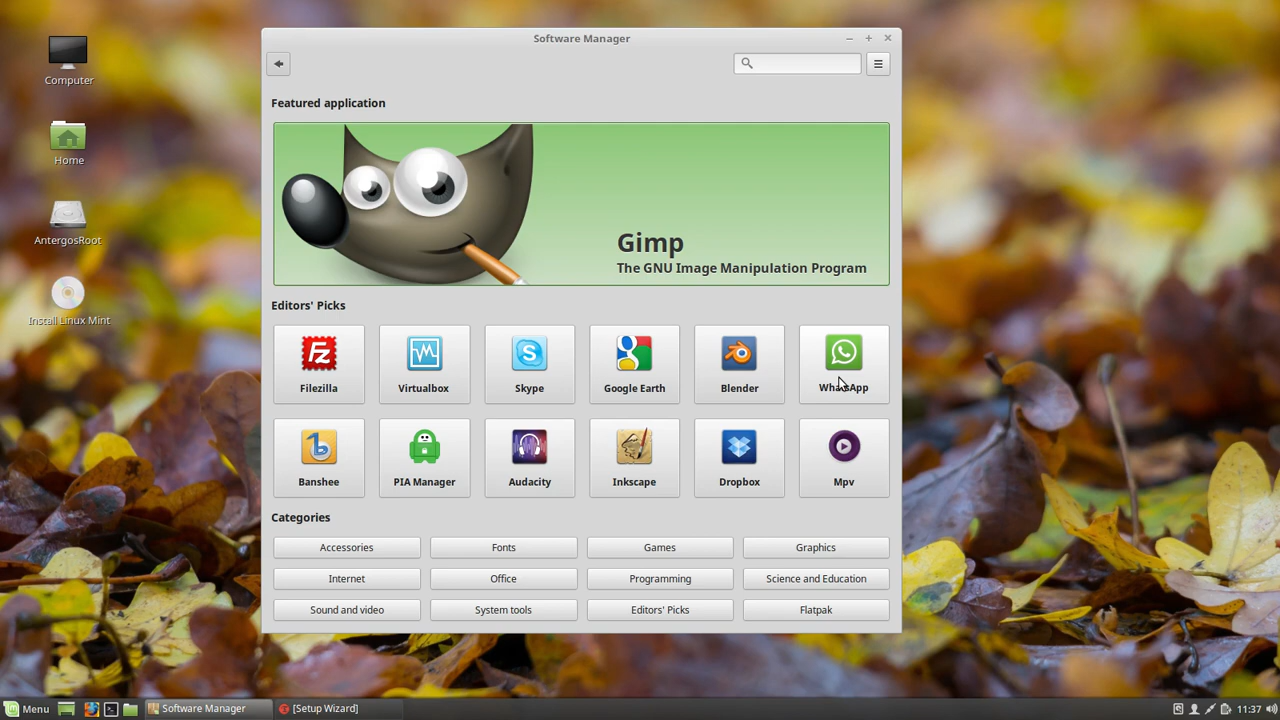 Software Manager
Computer
Home
AntergosRoot
Install Linux Mint
Featured application
Gimp
The GNU Image Manipulation Program
Editors' Picks
Filezilla
Virtualbox
Skype
Google Earth
Blender
WhatsApp
Banshee
PIA Manager
Audacity
Inkscape
Dropbox
Mpv
Categories
Accessories
Fonts
Games
Graphics
Internet
Office
Programming
Science and Education
Sound and video
System tools
Editors' Picks
Flatpak
Menu
Software Manager
[Setup Wizard]
11:37